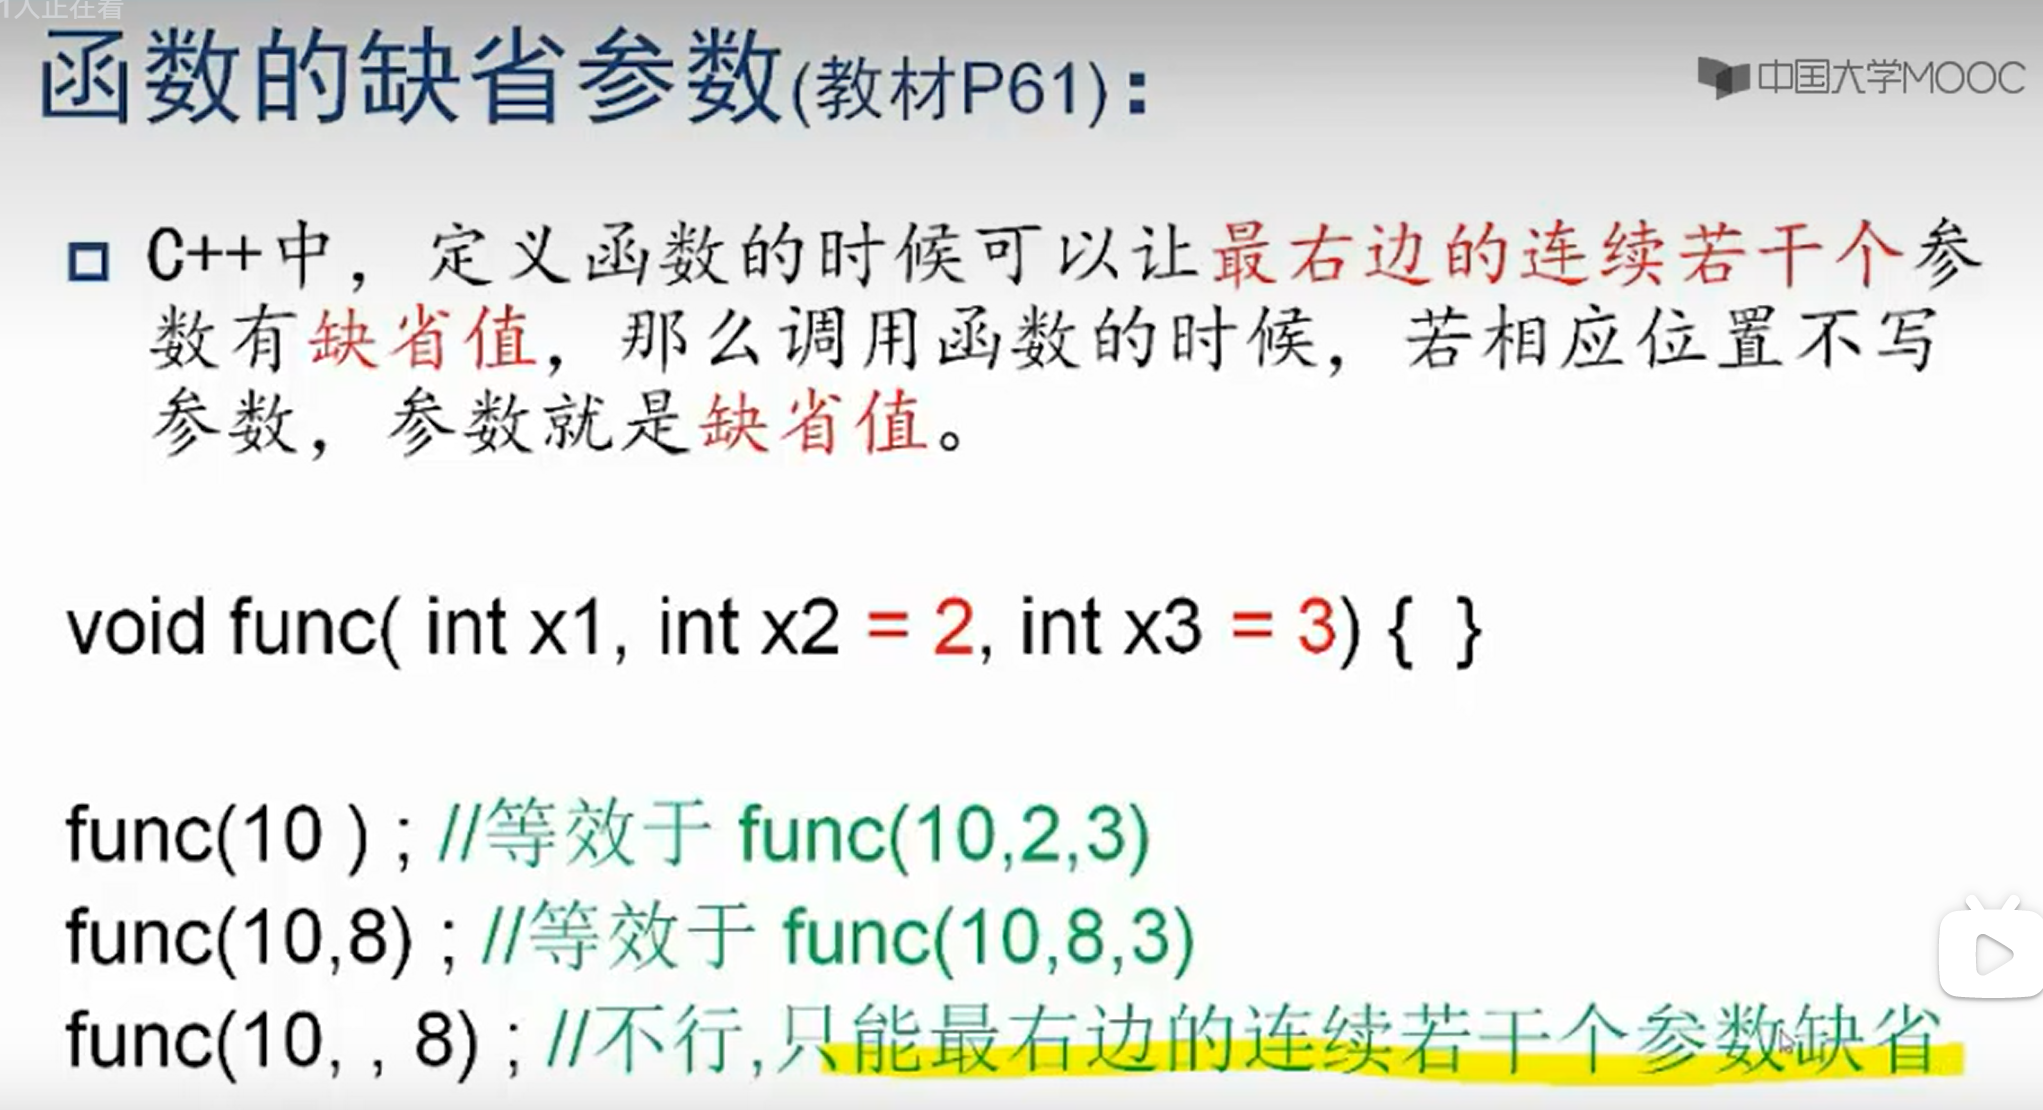 1人正在看
函数的缺省参数(教材P61)：
中国大学MOOC
C++中，定义函数的时候可以让最右边的连续若干个参
数有缺省值，那么调用函数的时候，若相应位置不写
参数，参数就是缺省值。
void func( int x1, int x2 = 2, int x3 = 3) { }
func(10 ) ; //等效于 func(10,2,3)
func(10,8) ; //等效于 func(10,8,3)
func(10, , 8) ; //不行,只能最右边的连续若干个参数缺省